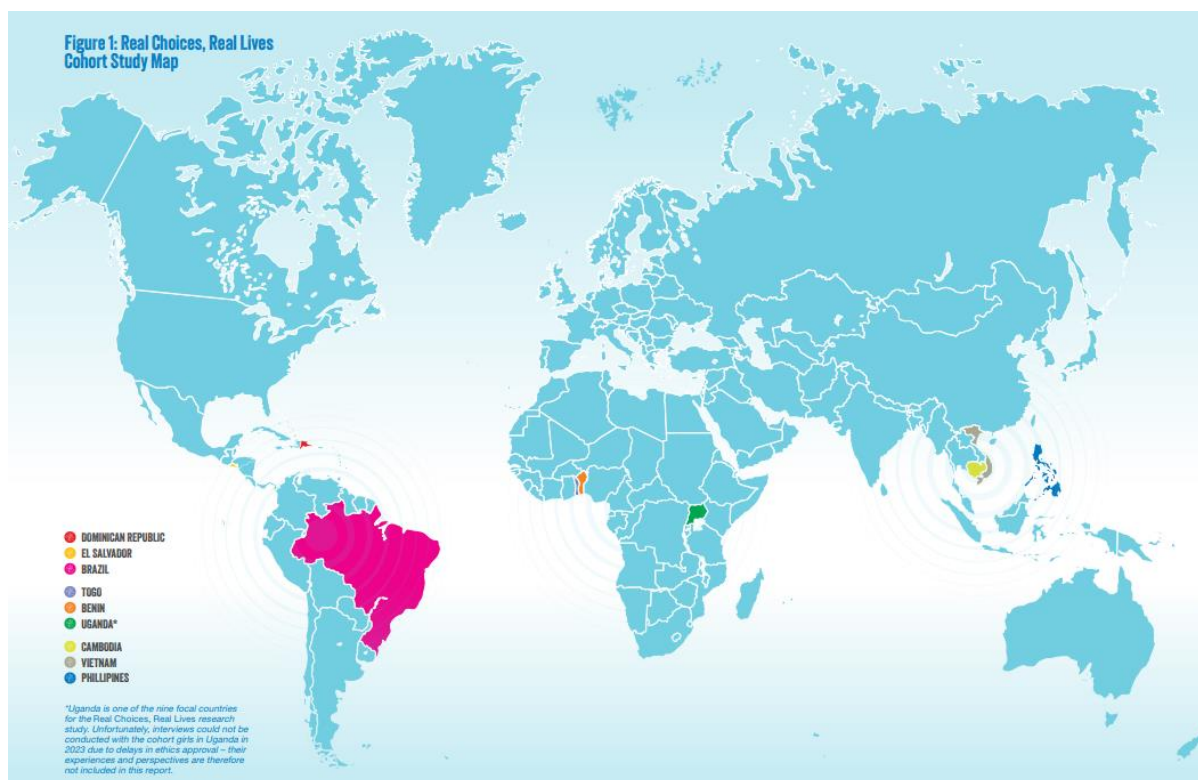 Figure 1: Real Choices, Real Lives
Cohort Study Map
DOMINICAN REPUBLIC
EL SALVADOR
BRAZIL
TOGO
BENIN
UGANDA*
CAMBODIA
VIETNAM
PHILLIPINES
*Uganda is one of the nine focal countries
for the Real Choices, Real Lives research
study. Unfortunately, interviews could not be
conducted with the cohort girls in Uganda in
2023 due to delays in ethics approval – their
experiences and perspectives are therefore
not included in this report.